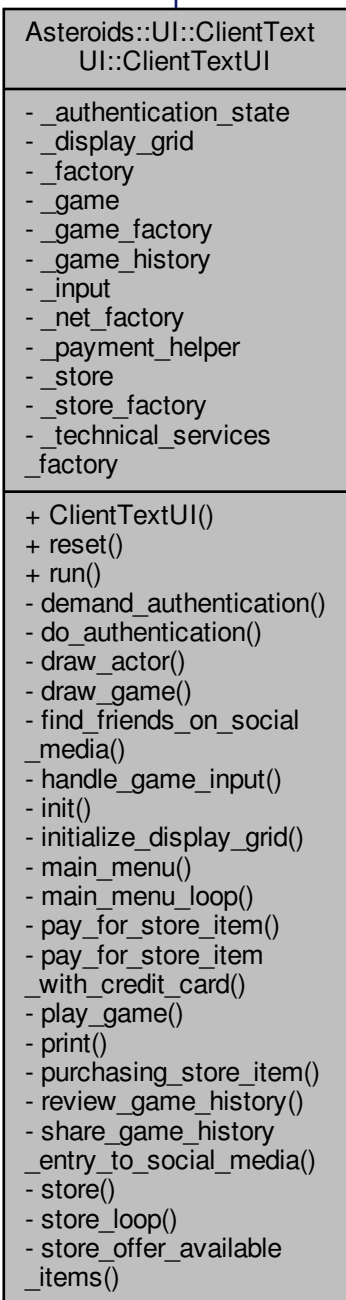 Asteroids::UI::ClientText
UI::ClientTextUI
- _authentication_state
- _display_grid
- _factory
- _game
- _game_factory
- _game_history
- _input
- _net_factory
- _payment_helper
- _store
- _store_factory
- _technical_services
_factory
+ ClientTextUI()
+ reset()
+ run()
- demand_authentication()
- do_authentication()
- draw_actor()
- draw_game()
- find_friends_on_social
_media()
- handle_game_input()
- init()
- initialize_display_grid()
- main_menu()
- main_menu_loop()
- pay_for_store_item()
- pay_for_store_item
_with_credit_card()
- play_game()
- print()
- purchasing_store_item()
- review_game_history()
- share_game_history
_entry_to_social_media()
- store()
- store_loop()
- store_offer_available
_items()